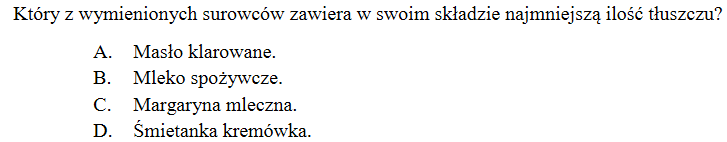 Który z wymienionych surowców zawiera w swoim składzie najmniejszą ilość tłuszczu?
A. Masło klarowane.
B. Mleko spożywcze.
C. Margaryna mleczna.
D. Śmietanka kremówka.